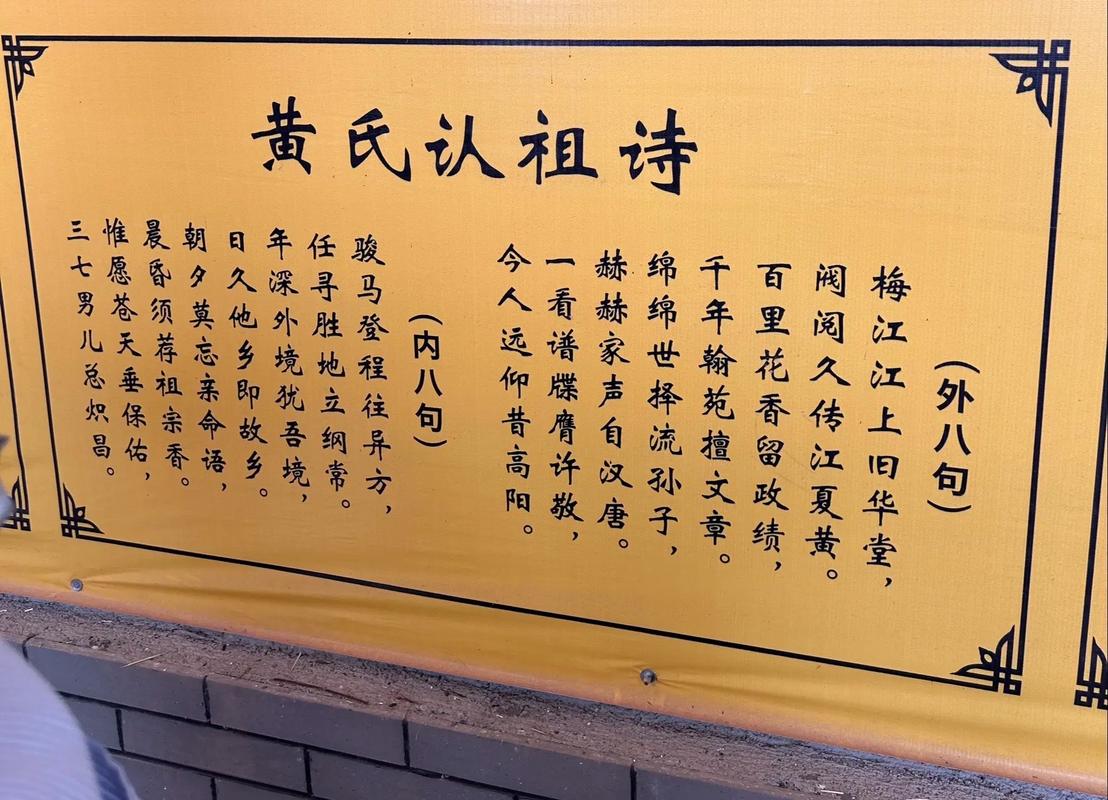 黄氏认祖诗
（外八句）
梅江江上旧华堂，
阀阅久传江夏黄。
百里花香留政绩，
千年翰苑擅文章。
绵绵世择流孙子，
赫赫家声自汉唐。
一看谱牒膺许敬，
今人远仰昔高阳。
（内八句）
骏马登程往异方，
任寻胜地立纲常。
年深外境犹吾境，
日久他乡即故乡。
朝夕莫忘亲命语，
晨昏须荐祖宗香。
惟愿苍天垂保佑，
三七男儿总炽昌。